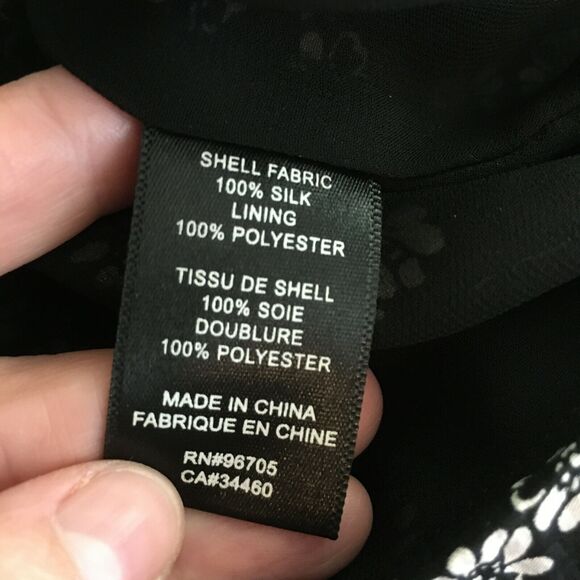 SHELL FABRIC
100% SILK
LINING
100% POLYESTER
TISSU DE SHELL
100% SOIE
DOUBLURE
100% POLYESTER
MADE IN CHINA
FABRIQUE EN CHINE
RN#96705
CA#34460